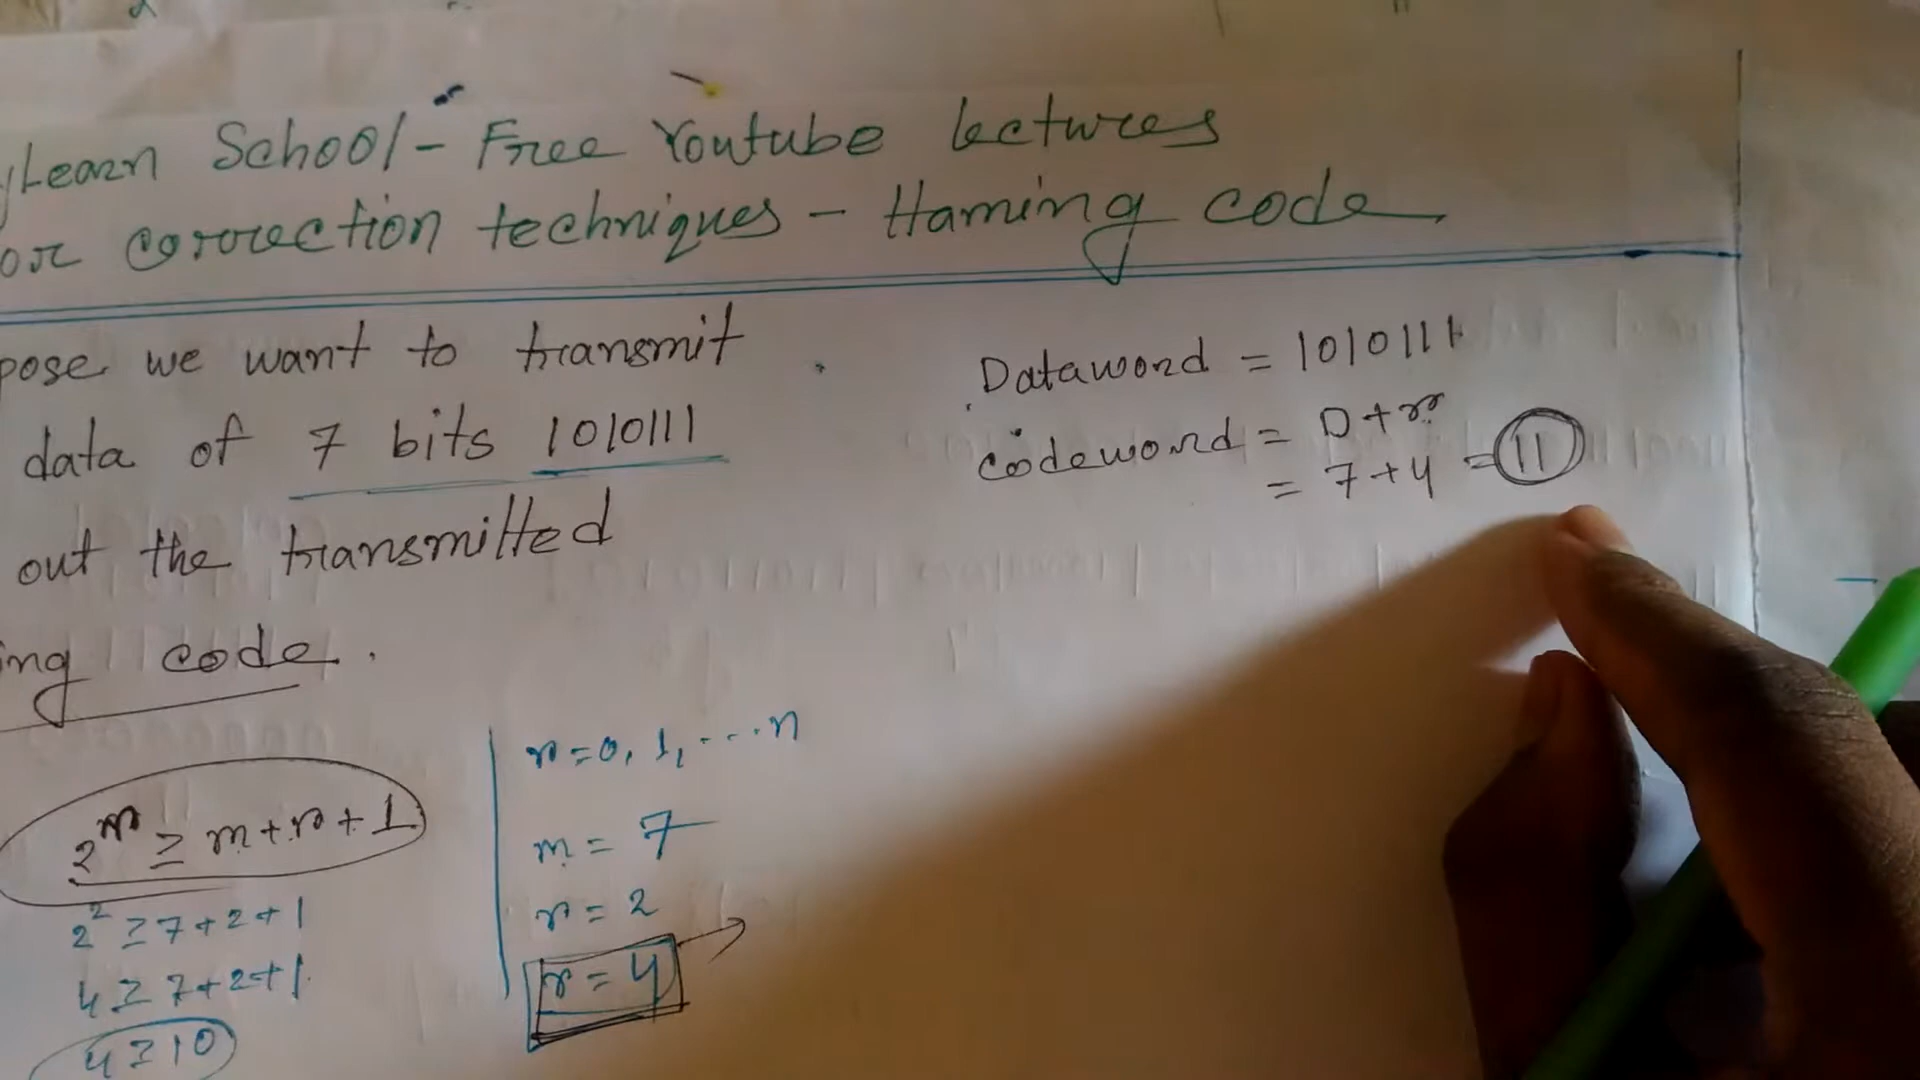 Learn School - Free Youtube lectures
correction techniques - Haming code
we want to transmit
data of 7 bits 1010111
out the transmitted
code.
Dataword = 1010111
codeword = D+r
= 7+4 = 11
2^r ≥ m+r+1
2^2 ≥ 7+2+1
4 ≥ 7+2+1
4 ≥ 10
r=0, 1, ...n
m = 7
r = 2
r = 4